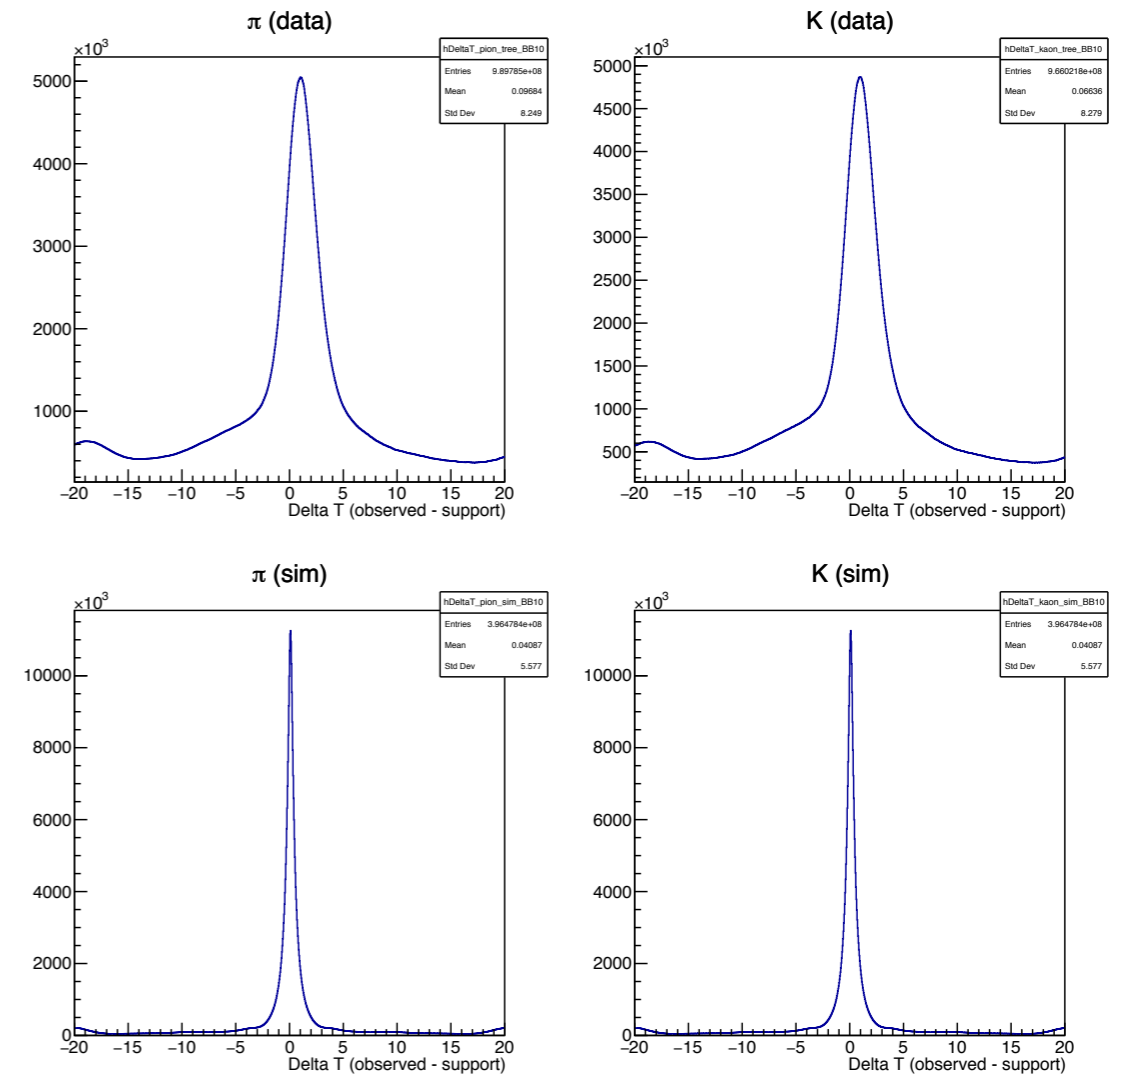 π (data)
×10³
hDeltaT_pion_tree_BB10
Entries 9.89785e+08
Mean 0.09684
Std Dev 8.249
5000
4000
3000
2000
1000
−20 −15 −10 −5 0 5 10 15 20
Delta T (observed - support)
K (data)
×10³
hDeltaT_kaon_tree_BB10
Entries 9.660218e+08
Mean 0.06636
Std Dev 8.279
5000
4500
4000
3500
3000
2500
2000
1500
1000
500
−20 −15 −10 −5 0 5 10 15 20
Delta T (observed - support)
π (sim)
×10³
hDeltaT_pion_sim_BB10
Entries 3.964784e+08
Mean 0.04087
Std Dev 5.577
10000
8000
6000
4000
2000
0
−20 −15 −10 −5 0 5 10 15 20
Delta T (observed - support)
K (sim)
×10³
hDeltaT_kaon_sim_BB10
Entries 3.964784e+08
Mean 0.04087
Std Dev 5.577
10000
8000
6000
4000
2000
0
−20 −15 −10 −5 0 5 10 15 20
Delta T (observed - support)